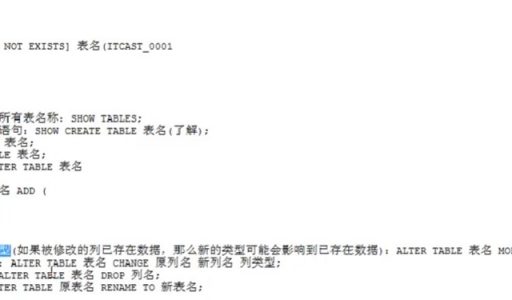 NOT EXISTS] 表名(ITCAST_0001
所有表名称: SHOW TABLES;
语句: SHOW CREATE TABLE 表名(了解);
表名;
LE 表名;
TER TABLE 表名
名 ADD (
型(如果被修改的列已存在数据, 那么新的类型可能会影响到已存在数据): ALTER TABLE 表名 MO
: ALTER TABLE 表名 CHANGE 原列名 新列名 列类型;
ALTER TABLE 表名 DROP 列名;
TER TABLE 原表名 RENAME TO 新表名;